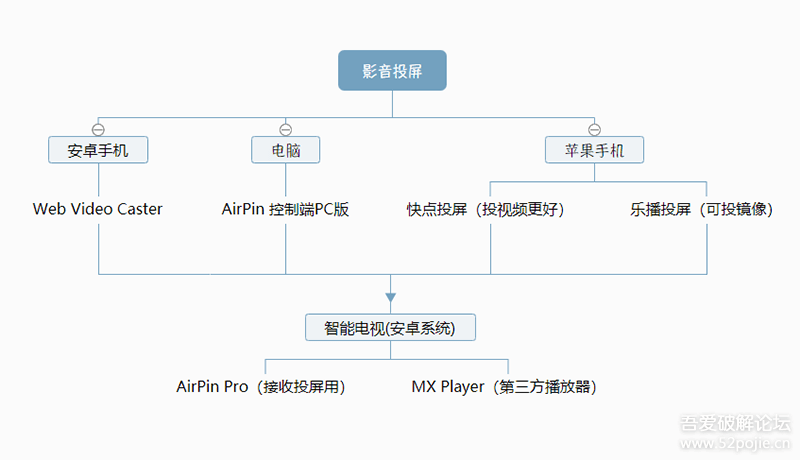 影音投屏
安卓手机
电脑
苹果手机
Web Video Caster
AirPin 控制端PC版
快点投屏（投视频更好）
乐播投屏（可投镜像）
智能电视(安卓系统)
AirPin Pro（接收投屏用）
MX Player（第三方播放器）
吾爱破解论坛
www.52pojie.cn